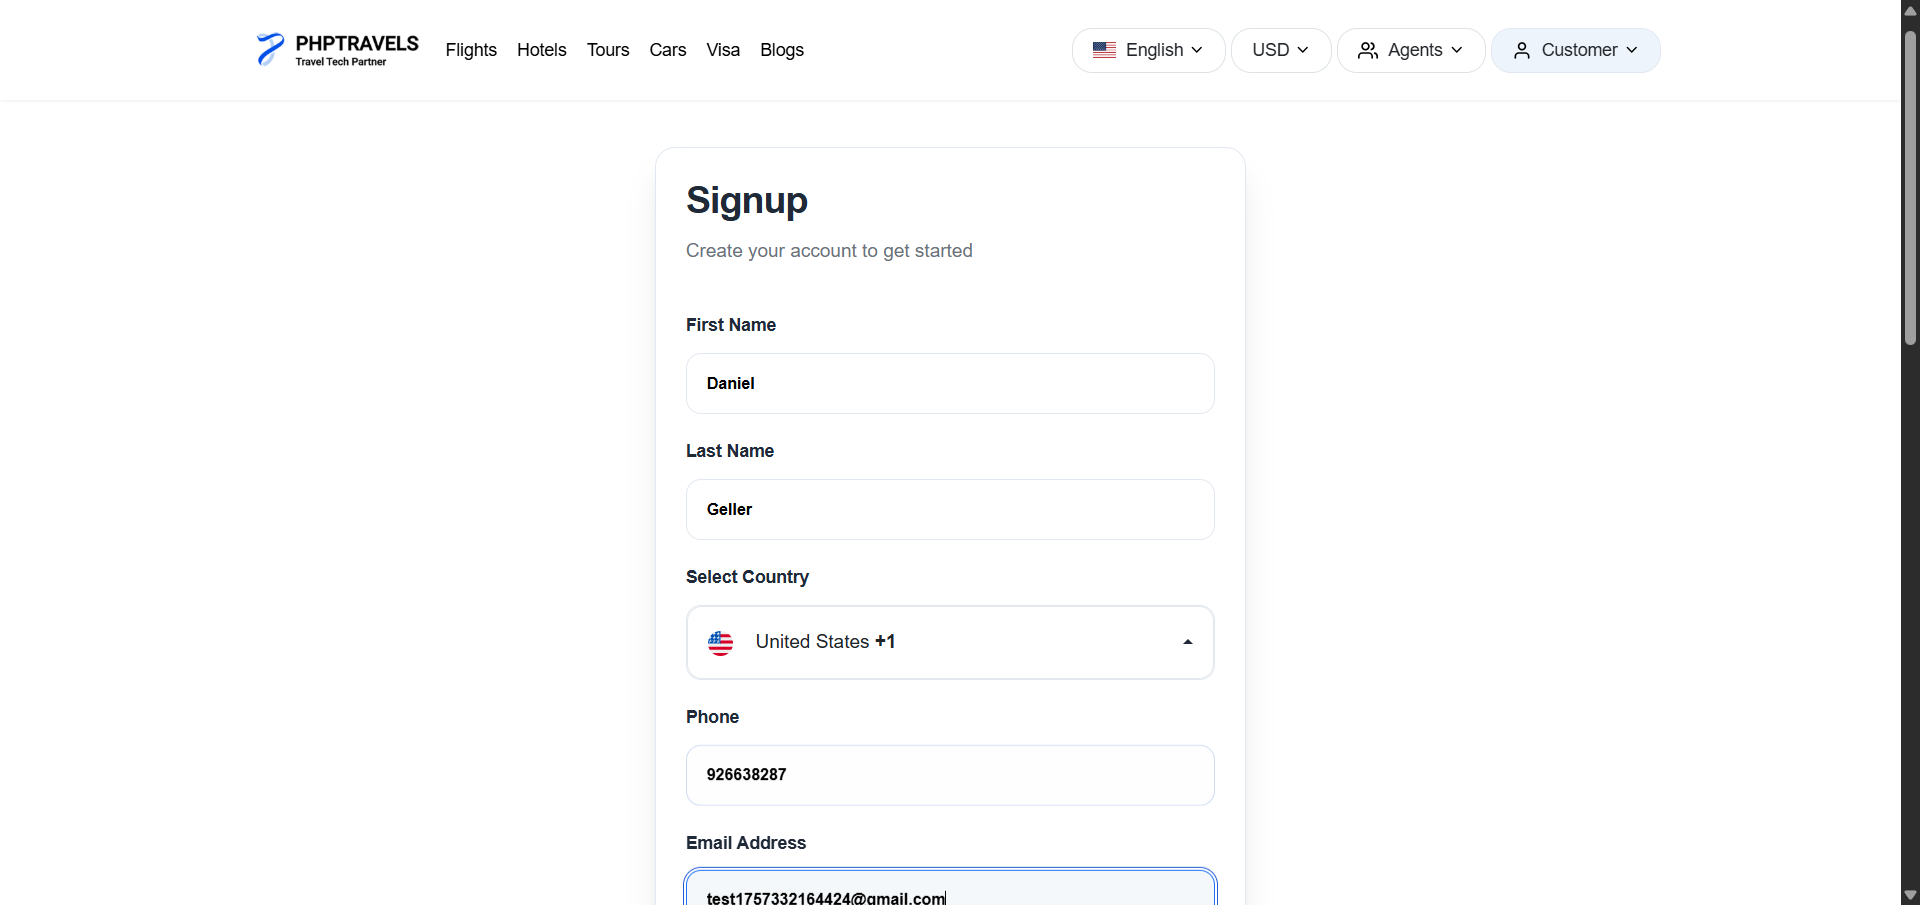 PHPTRAVELS
Travel Tech Partner
Flights Hotels Tours Cars Visa Blogs
English USD Agents Customer
Signup
Create your account to get started
First Name
Daniel
Last Name
Geller
Select Country
United States +1
Phone
926638287
Email Address
test1757332164424@gmail.com